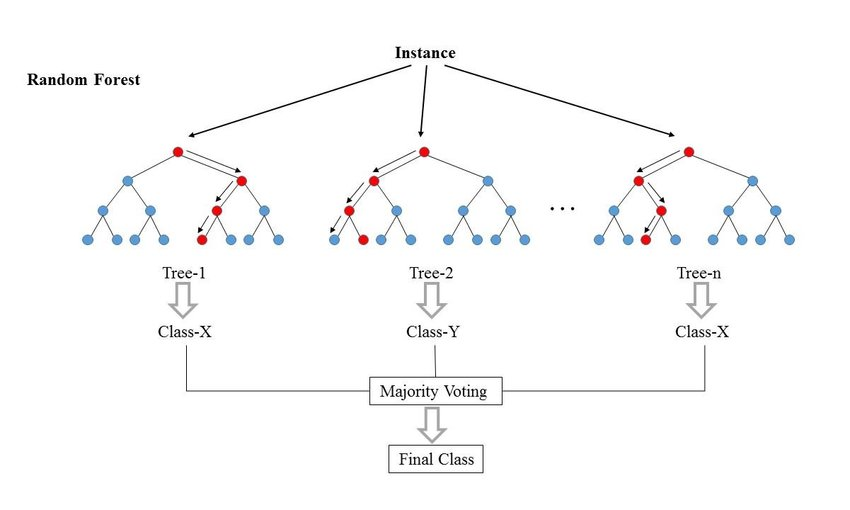 Instance
Random Forest
. . .
Tree-1
Tree-2
Tree-n
Class-X
Class-Y
Class-X
Majority Voting
Final Class